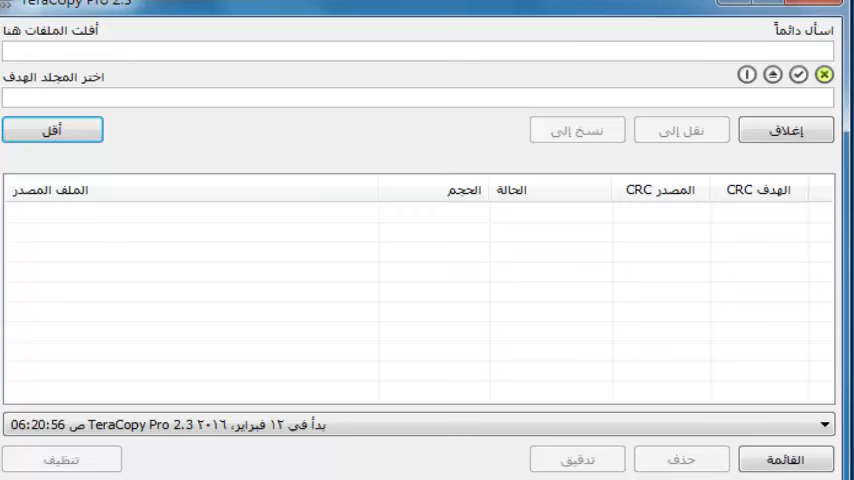 TeraCopy Pro 2.3
أفلت الملفات هنا
اسأل دائماً
اختر المجلد الهدف
أقل
نسخ إلى
نقل إلى
إغلاق
الملف المصدر
الحجم
الحالة
CRC المصدر
CRC الهدف
06:20:56 ص TeraCopy Pro 2.3 بدأ في ١٢ فبراير، ٢٠١٦
تنظيف
تدقيق
حذف
القائمة